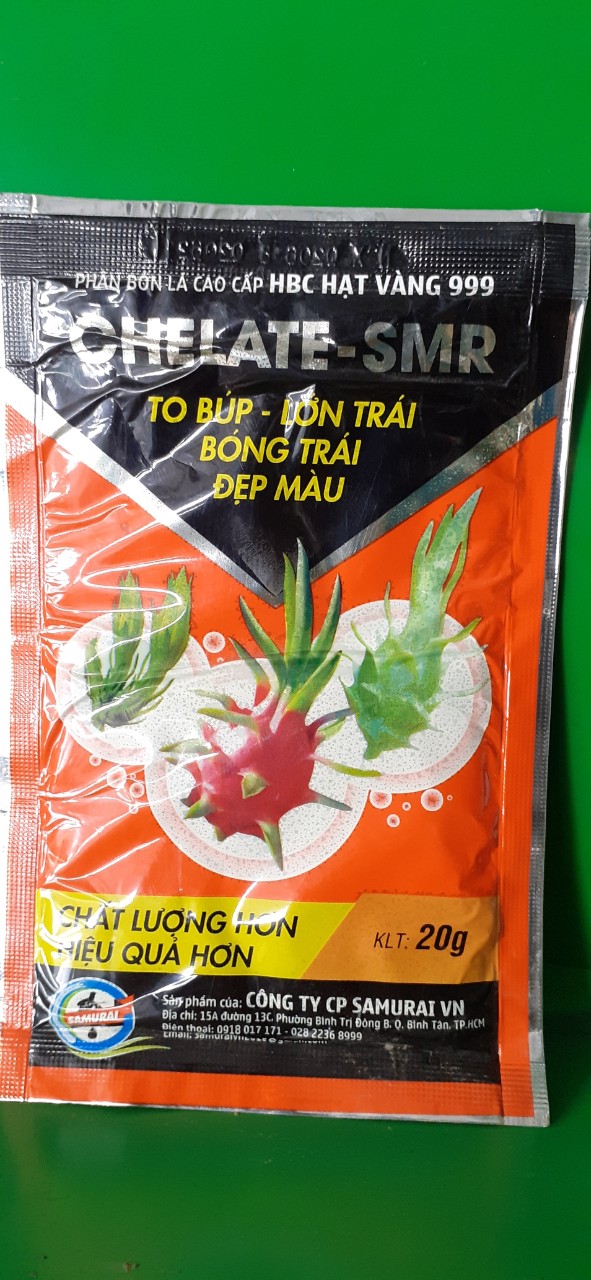 PHÂN BÓN LÁ CAO CẤP HBC HẠT VÀNG 999
CHELATE-SMR
TO BÚP - LỚN TRÁI
BÓNG TRÁI
ĐẸP MÀU
CHẤT LƯỢNG HƠN
HIỆU QUẢ HƠN
KLT: 20g
SAMURAI
Sản phẩm của: CÔNG TY CP SAMURAI VN
Địa chỉ: 15A đường 13C, Phường Bình Trị Đông B, Q. Bình Tân, TP.HCM
Điện thoại: 0918 017 171 - 028 2236 8999
Email: